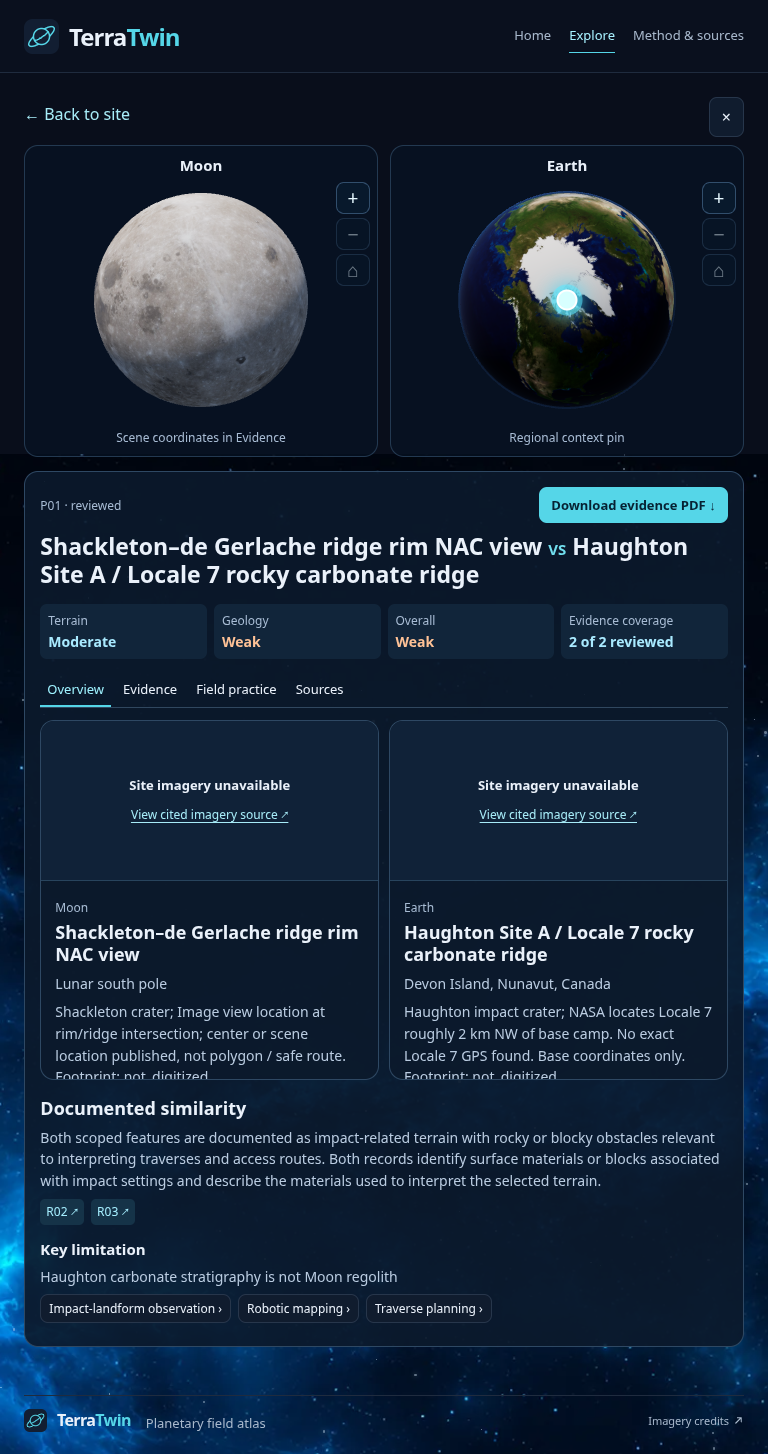 TerraTwin
Home Explore Method & sources
← Back to site
×
Moon
+
−
⌂
Scene coordinates in Evidence
Earth
+
−
⌂
Regional context pin
P01 · reviewed
Download evidence PDF ↓
Shackleton–de Gerlache ridge rim NAC view vs Haughton
Site A / Locale 7 rocky carbonate ridge
Terrain
Moderate
Geology
Weak
Overall
Weak
Evidence coverage
2 of 2 reviewed
Overview Evidence Field practice Sources
Site imagery unavailable
View cited imagery source ↗
Moon
Shackleton–de Gerlache ridge rim
NAC view
Lunar south pole
Shackleton crater; Image view location at
rim/ridge intersection; center or scene
location published, not polygon / safe route.
Footprint: not_digitized
Site imagery unavailable
View cited imagery source ↗
Earth
Haughton Site A / Locale 7 rocky
carbonate ridge
Devon Island, Nunavut, Canada
Haughton impact crater; NASA locates Locale 7
roughly 2 km NW of base camp. No exact
Locale 7 GPS found. Base coordinates only.
Footprint: not_digitized
Documented similarity
Both scoped features are documented as impact-related terrain with rocky or blocky obstacles relevant
to interpreting traverses and access routes. Both records identify surface materials or blocks associated
with impact settings and describe the materials used to interpret the selected terrain.
R02 ↗ R03 ↗
Key limitation
Haughton carbonate stratigraphy is not Moon regolith
Impact-landform observation › Robotic mapping › Traverse planning ›
TerraTwin Planetary field atlas
Imagery credits ↗